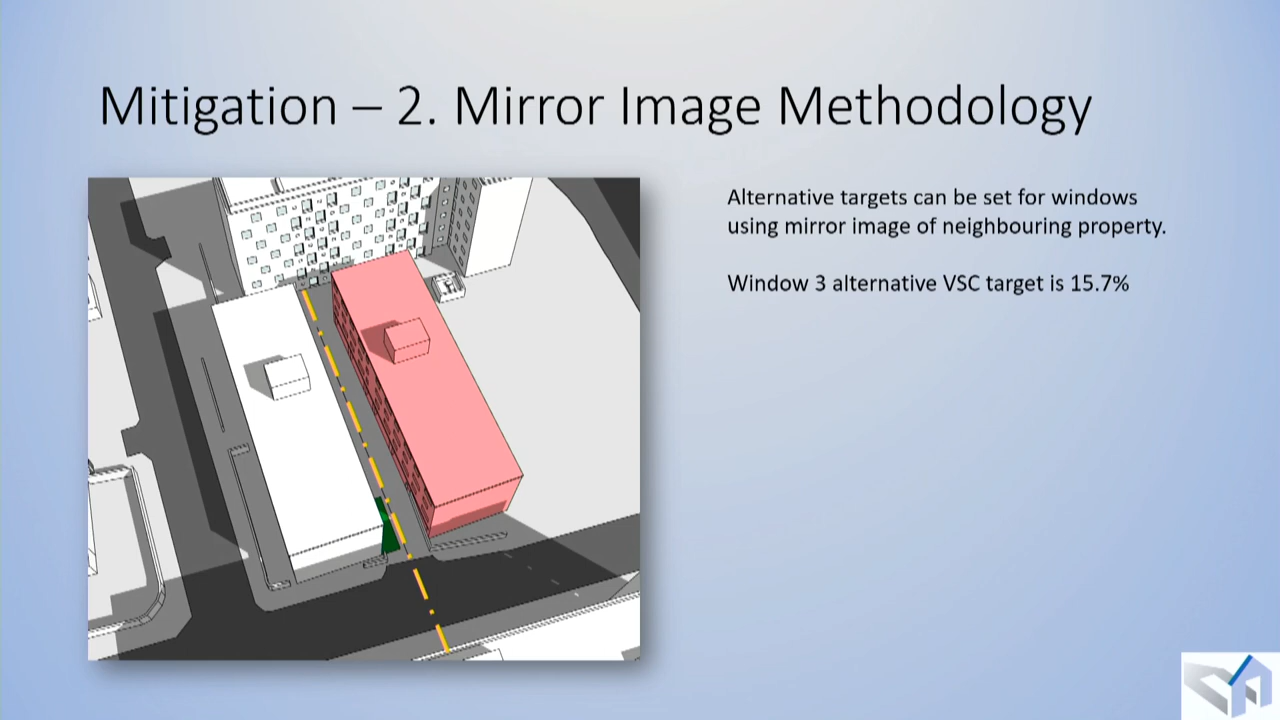 Mitigation – 2. Mirror Image Methodology
Alternative targets can be set for windows
using mirror image of neighbouring property.
Window 3 alternative VSC target is 15.7%